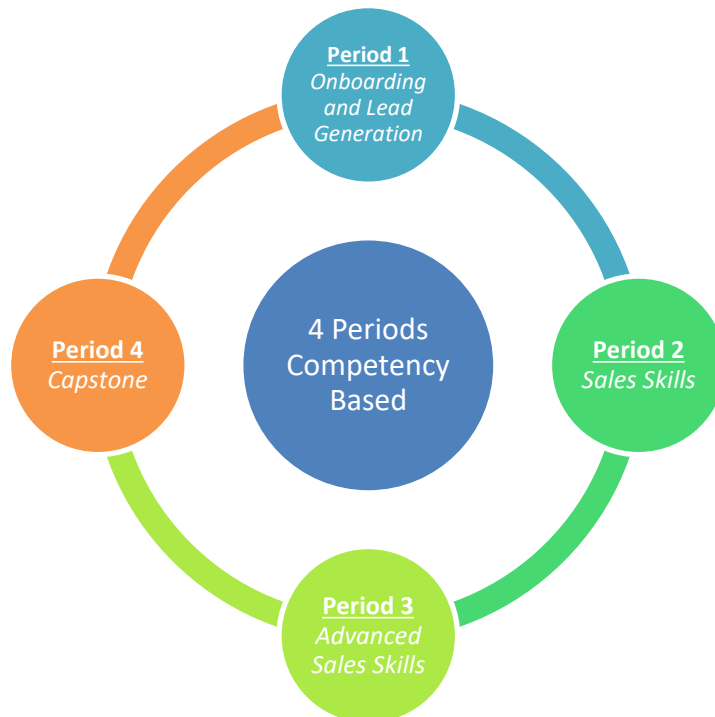 Period 1
Onboarding
and Lead
Generation
Period 4
Capstone
4 Periods
Competency
Based
Period 2
Sales Skills
Period 3
Advanced
Sales Skills